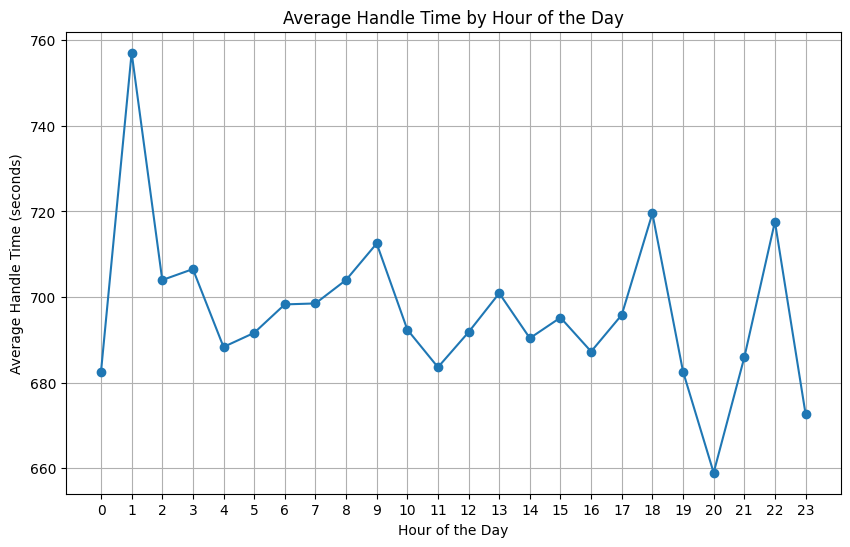 Average Handle Time by Hour of the Day
760
740
720
700
680
660
Average Handle Time (seconds)
0 1 2 3 4 5 6 7 8 9 10 11 12 13 14 15 16 17 18 19 20 21 22 23
Hour of the Day